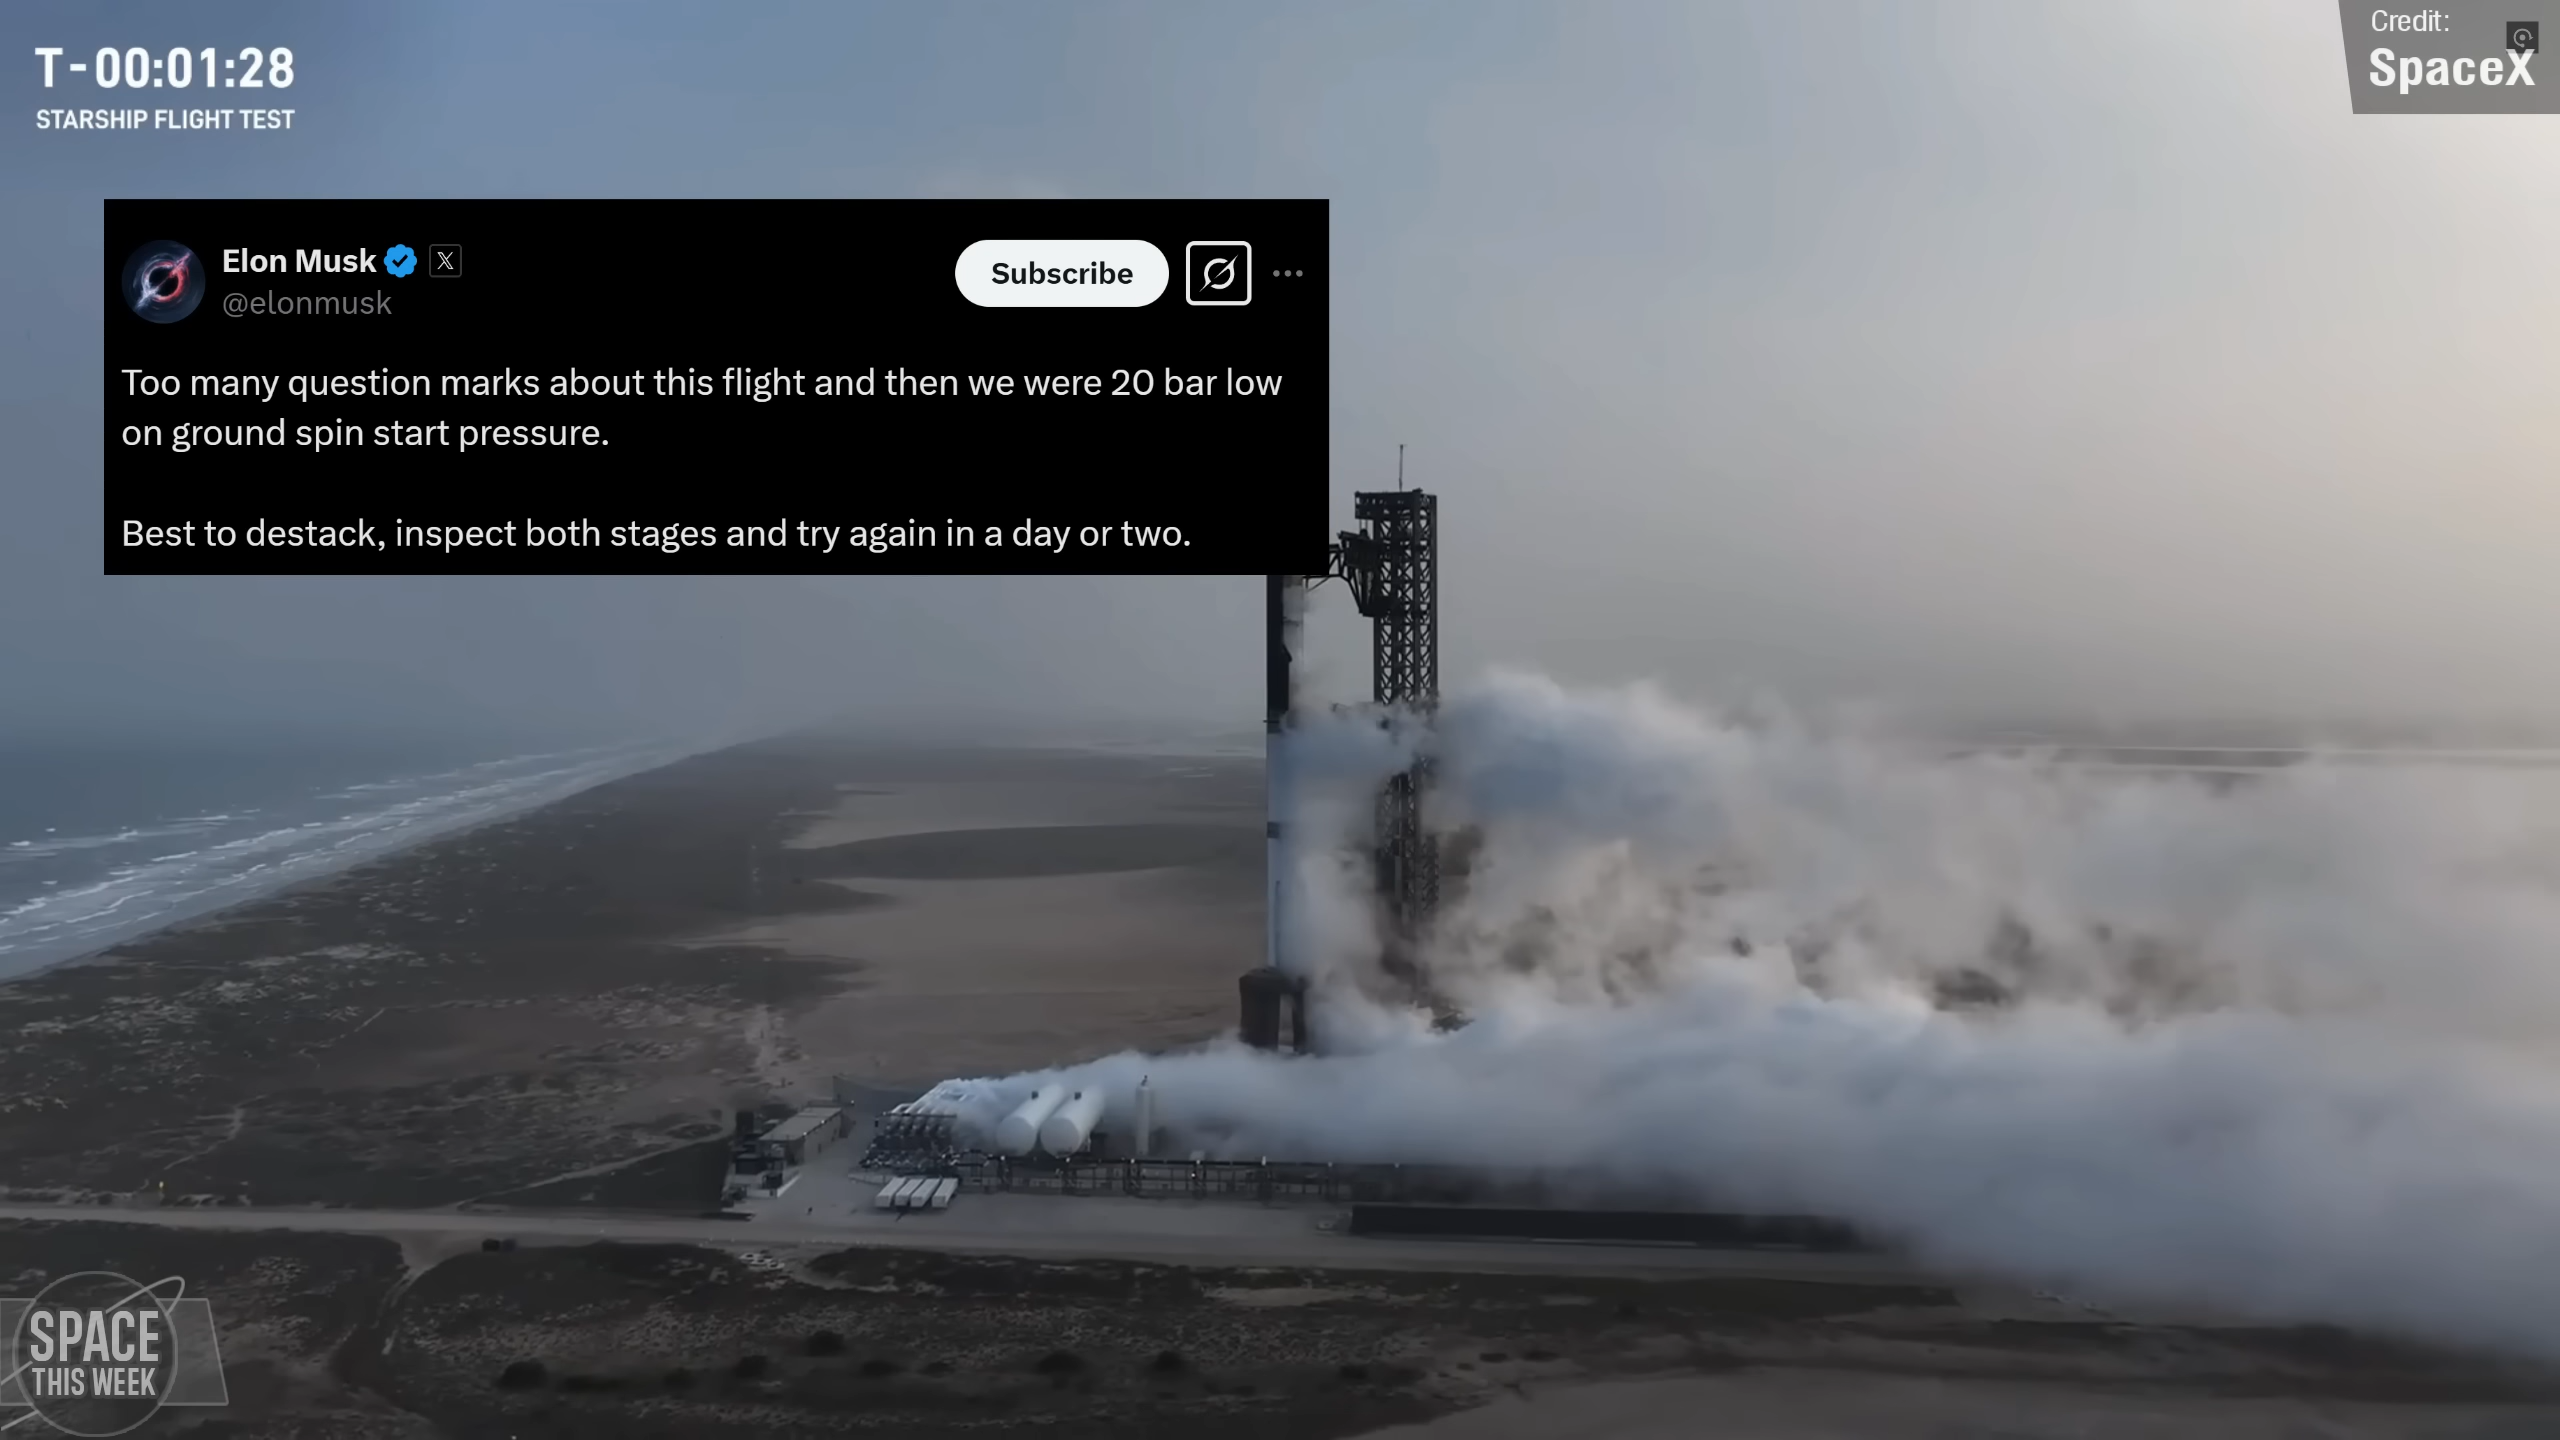 T-00:01:28
STARSHIP FLIGHT TEST
Credit:
SpaceX
Elon Musk
@elonmusk
Subscribe
Too many question marks about this flight and then we were 20 bar low
on ground spin start pressure.
Best to destack, inspect both stages and try again in a day or two.
SPACE
THIS WEEK